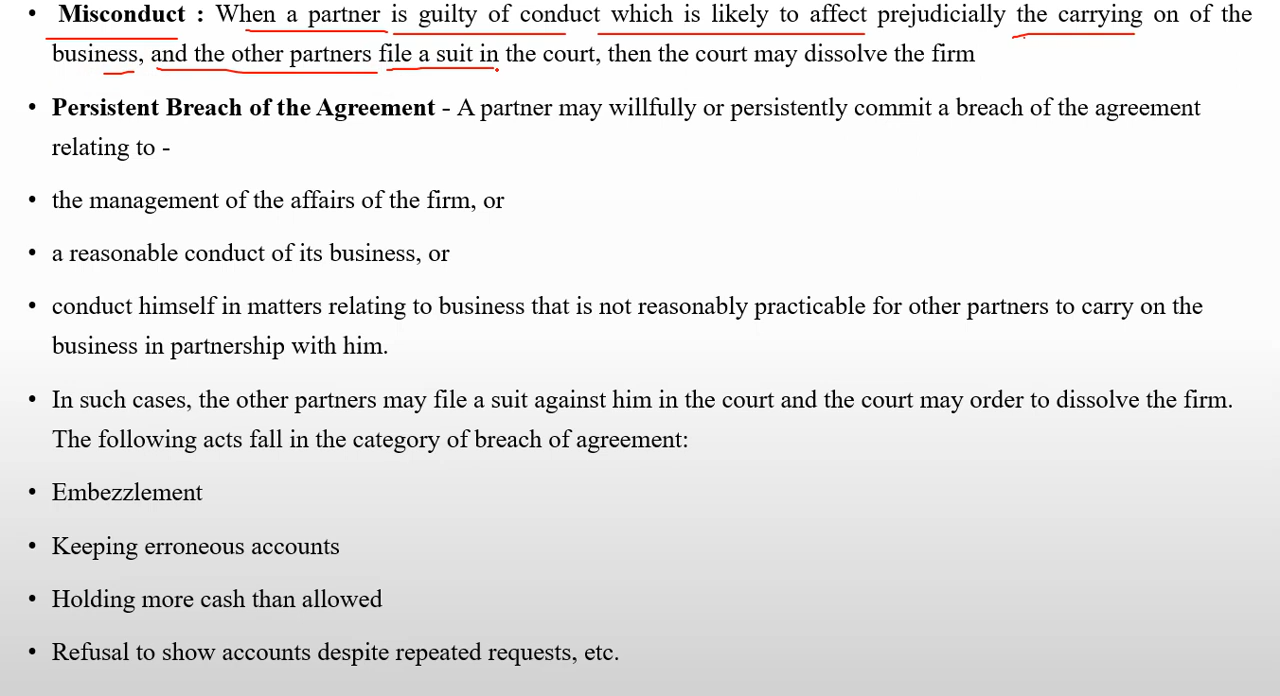 • Misconduct : When a partner is guilty of conduct which is likely to affect prejudicially the carrying on of the
business, and the other partners file a suit in the court, then the court may dissolve the firm
• Persistent Breach of the Agreement - A partner may willfully or persistently commit a breach of the agreement
relating to -
• the management of the affairs of the firm, or
• a reasonable conduct of its business, or
• conduct himself in matters relating to business that is not reasonably practicable for other partners to carry on the
business in partnership with him.
• In such cases, the other partners may file a suit against him in the court and the court may order to dissolve the firm.
The following acts fall in the category of breach of agreement:
• Embezzlement
• Keeping erroneous accounts
• Holding more cash than allowed
• Refusal to show accounts despite repeated requests, etc.